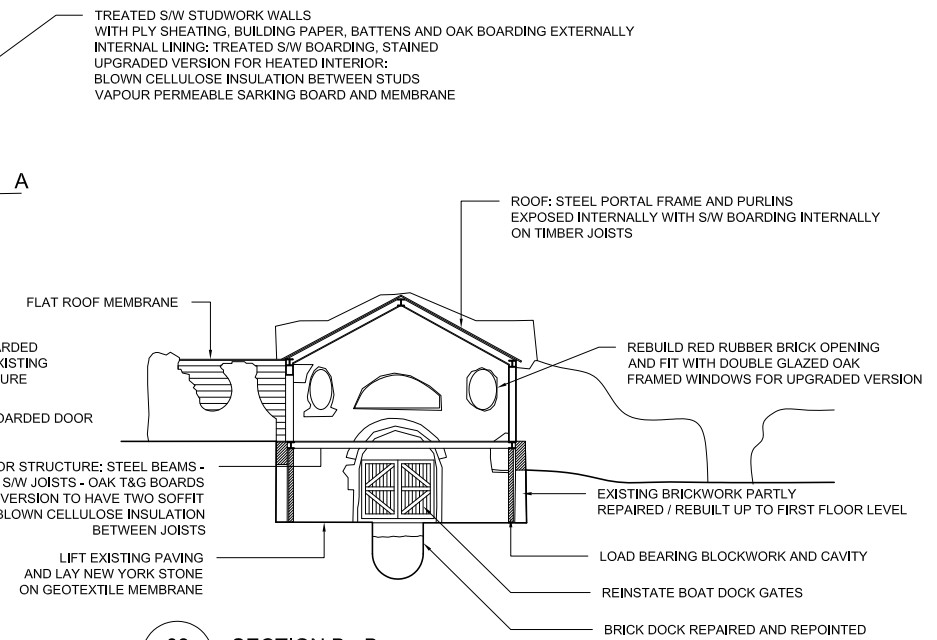 TREATED S/W STUDWORK WALLS
WITH PLY SHEATING, BUILDING PAPER, BATTENS AND OAK BOARDING EXTERNALLY
INTERNAL LINING: TREATED S/W BOARDING, STAINED
UPGRADED VERSION FOR HEATED INTERIOR:
BLOWN CELLULOSE INSULATION BETWEEN STUDS
VAPOUR PERMEABLE SARKING BOARD AND MEMBRANE
A
ROOF: STEEL PORTAL FRAME AND PURLINS
EXPOSED INTERNALLY WITH S/W BOARDING INTERNALLY
ON TIMBER JOISTS
FLAT ROOF MEMBRANE
REBUILD RED RUBBER BRICK OPENING
AND FIT WITH DOUBLE GLAZED OAK
FRAMED WINDOWS FOR UPGRADED VERSION
DOOR
STRUCTURE: STEEL BEAMS -
S/W JOISTS - OAK T&G BOARDS
VERSION TO HAVE TWO SOFFIT
BLOWN CELLULOSE INSULATION
BETWEEN JOISTS
EXISTING BRICKWORK PARTLY
REPAIRED / REBUILT UP TO FIRST FLOOR LEVEL
LIFT EXISTING PAVING
AND LAY NEW YORK STONE
ON GEOTEXTILE MEMBRANE
LOAD BEARING BLOCKWORK AND CAVITY
REINSTATE BOAT DOCK GATES
BRICK DOCK REPAIRED AND REPOINTED